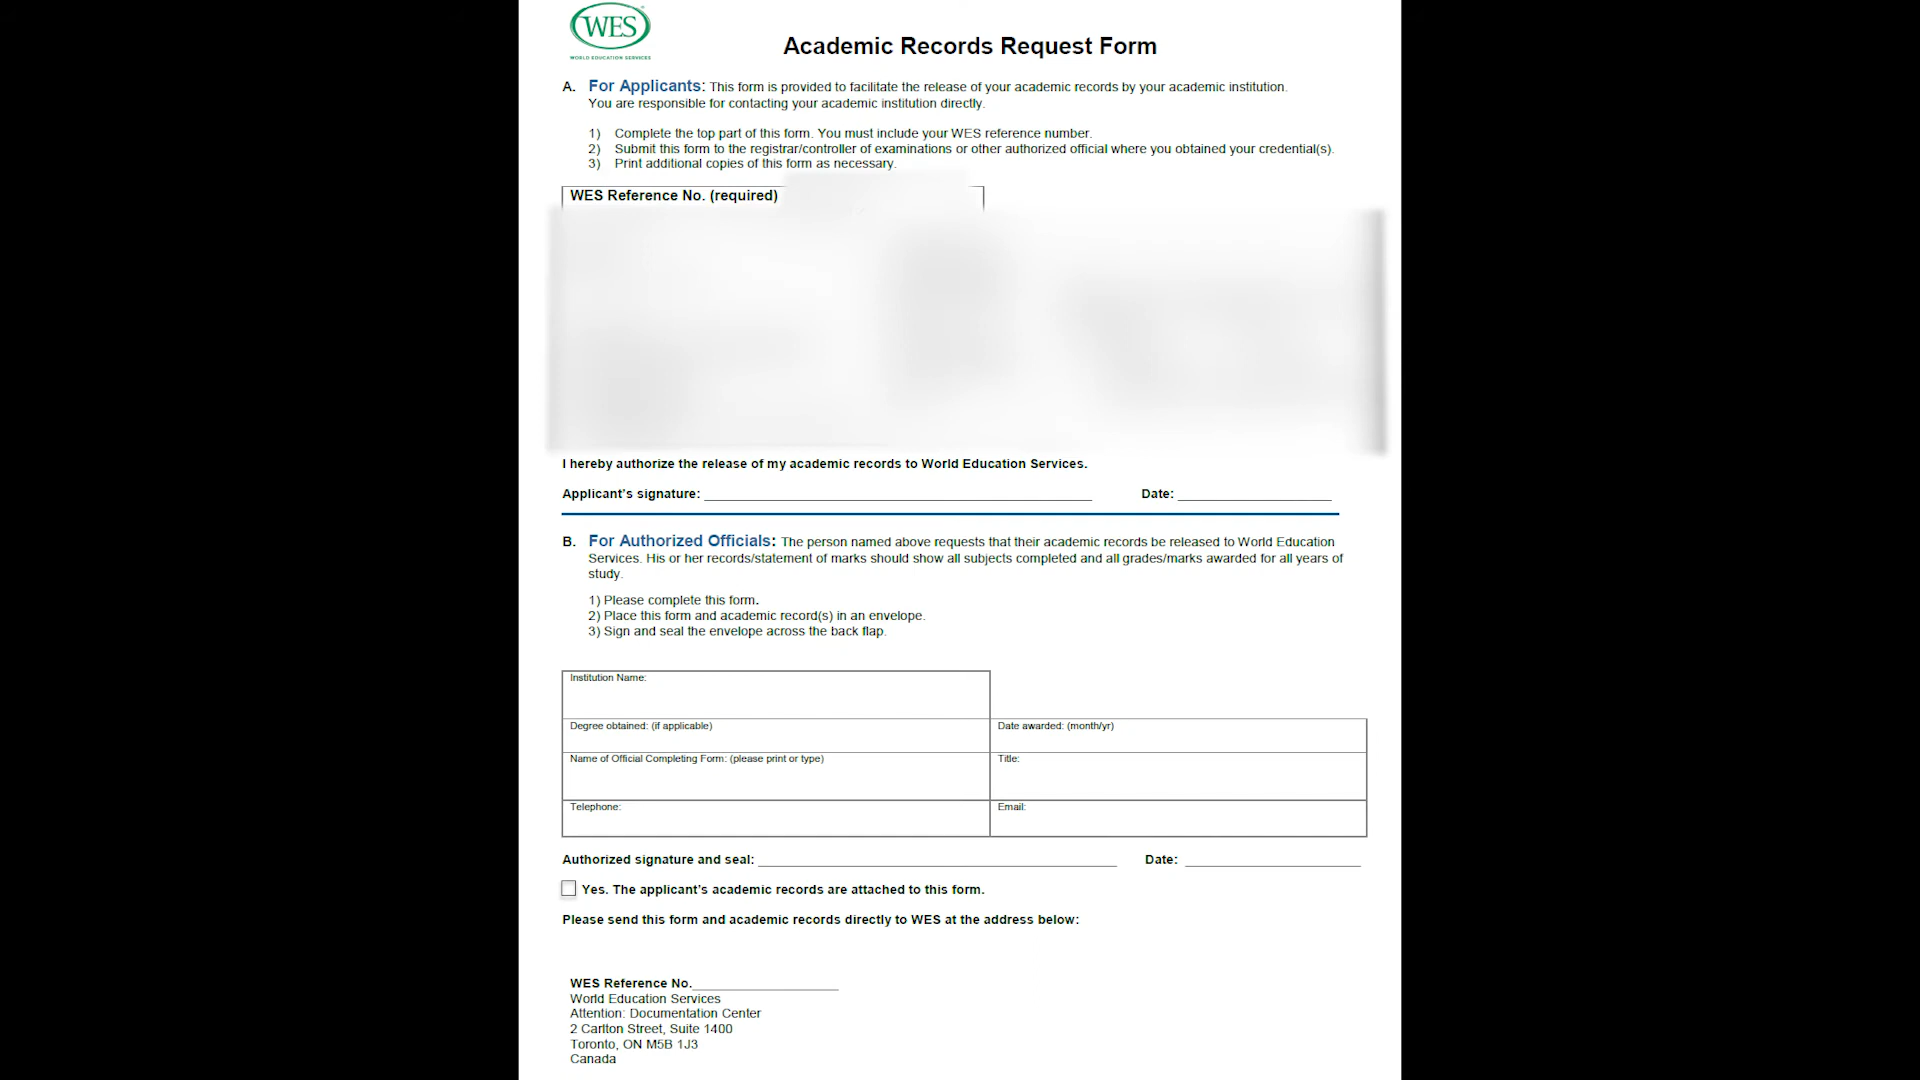 WES
WORLD EDUCATION SERVICES
Academic Records Request Form
A. For Applicants: This form is provided to facilitate the release of your academic records by your academic institution.
You are responsible for contacting your academic institution directly.
1) Complete the top part of this form. You must include your WES reference number.
2) Submit this form to the registrar/controller of examinations or other authorized official where you obtained your credential(s).
3) Print additional copies of this form as necessary.
WES Reference No. (required)
I hereby authorize the release of my academic records to World Education Services.
Applicant's signature: Date:
B. For Authorized Officials: The person named above requests that their academic records be released to World Education
Services. His or her records/statement of marks should show all subjects completed and all grades/marks awarded for all years of
study.
1) Please complete this form.
2) Place this form and academic record(s) in an envelope.
3) Sign and seal the envelope across the back flap.
Institution Name:
Degree obtained: (if applicable) Date awarded: (month/yr)
Name of Official Completing Form: (please print or type) Title:
Telephone: Email:
Authorized signature and seal: Date:
Yes. The applicant's academic records are attached to this form.
Please send this form and academic records directly to WES at the address below:
WES Reference No.
World Education Services
Attention: Documentation Center
2 Carlton Street, Suite 1400
Toronto, ON M5B 1J3
Canada